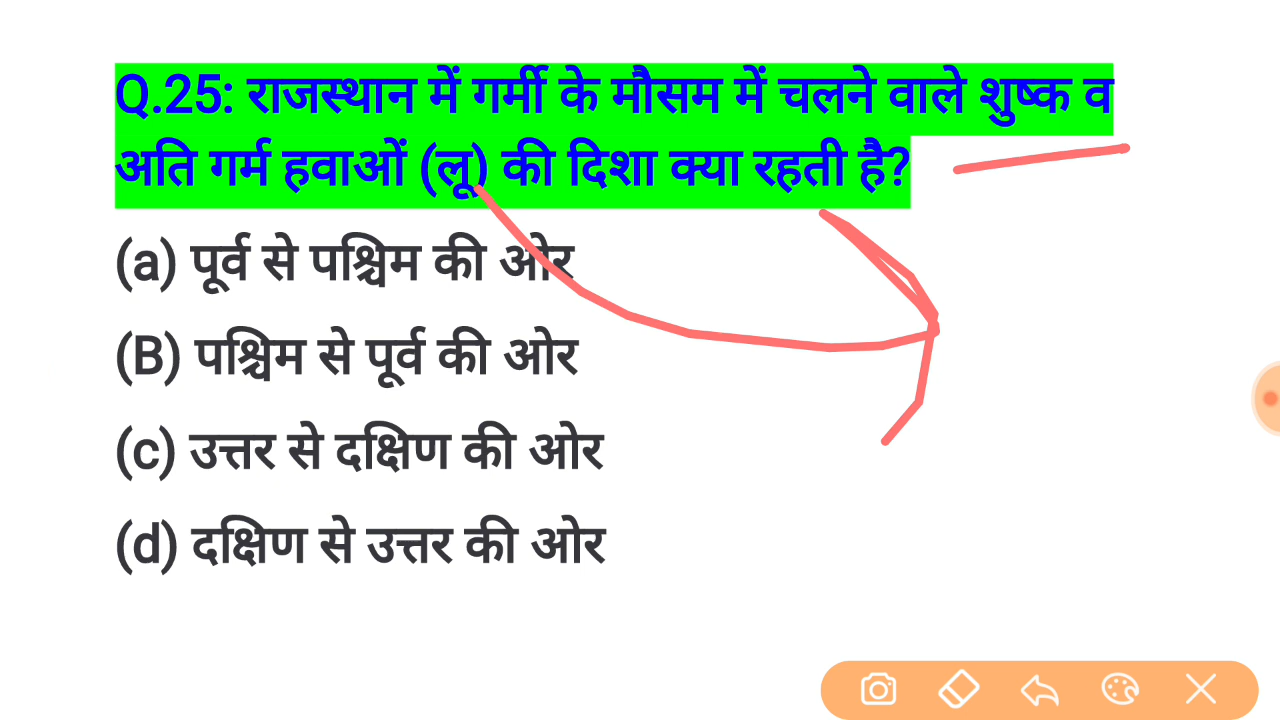 Q.25: राजस्थान में गर्मी के मौसम में चलने वाले शुष्क व
अति गर्म हवाओं (लू) की दिशा क्या रहती है?
(a) पूर्व से पश्चिम की ओर
(B) पश्चिम से पूर्व की ओर
(c) उत्तर से दक्षिण की ओर
(d) दक्षिण से उत्तर की ओर